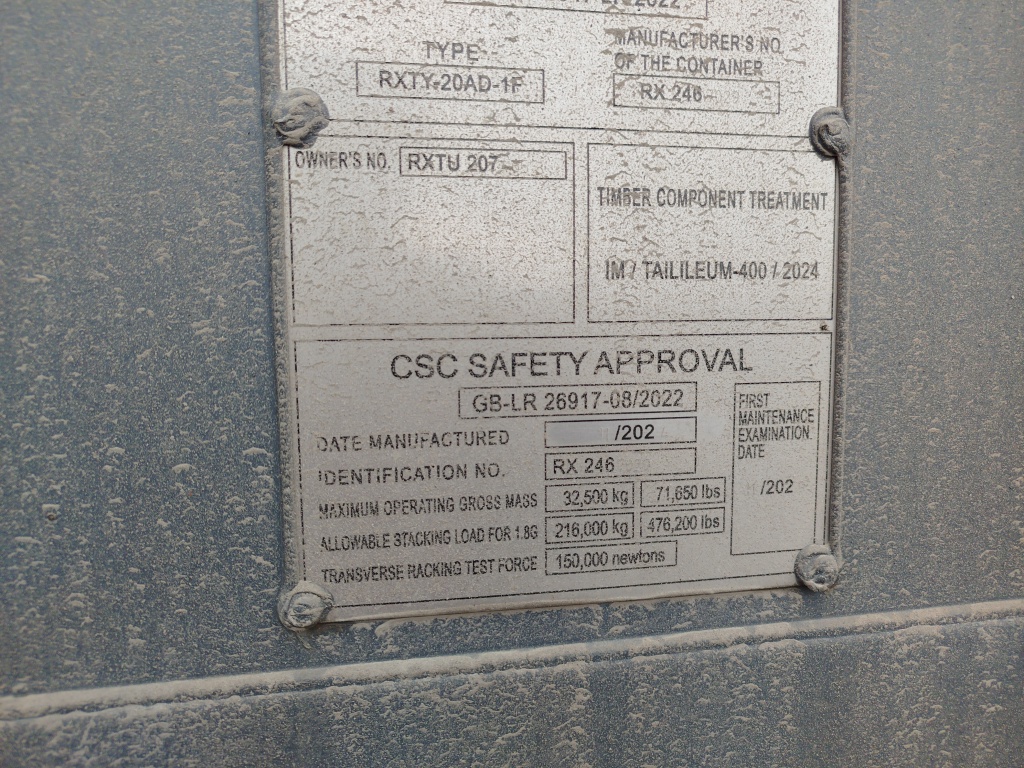 2022
TYPE
RXTY-20AD-1F
MANUFACTURER'S NO.
OF THE CONTAINER
RX 246
OWNER'S NO. RXTU 207
TIMBER COMPONENT TREATMENT
IM / TAILILEUM-400 / 2024
CSC SAFETY APPROVAL
GB-LR 26917-08/2022
DATE MANUFACTURED /202
IDENTIFICATION NO. RX 246
MAXIMUM OPERATING GROSS MASS 32,500 kg 71,650 lbs
ALLOWABLE STACKING LOAD FOR 1.8G 216,000 kg 476,200 lbs
TRANSVERSE RACKING TEST FORCE 150,000 newtons
FIRST
MAINTENANCE
EXAMINATION
DATE
/202